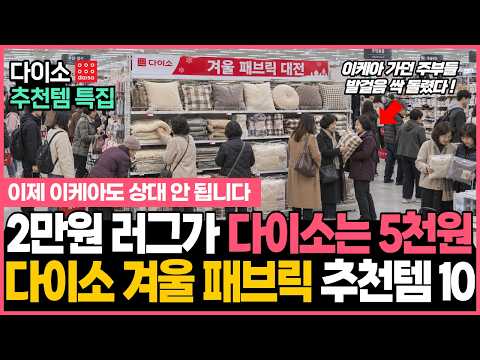 다이소
daiso
추천템 특집
다이소
겨울 패브릭 대전
이케아 가던 주부들
발걸음 싹 돌렸다 !
이제 이케아도 상대 안 됩니다
2만원 러그가 다이소는 5천원
다이소 겨울 패브릭 추천템 10